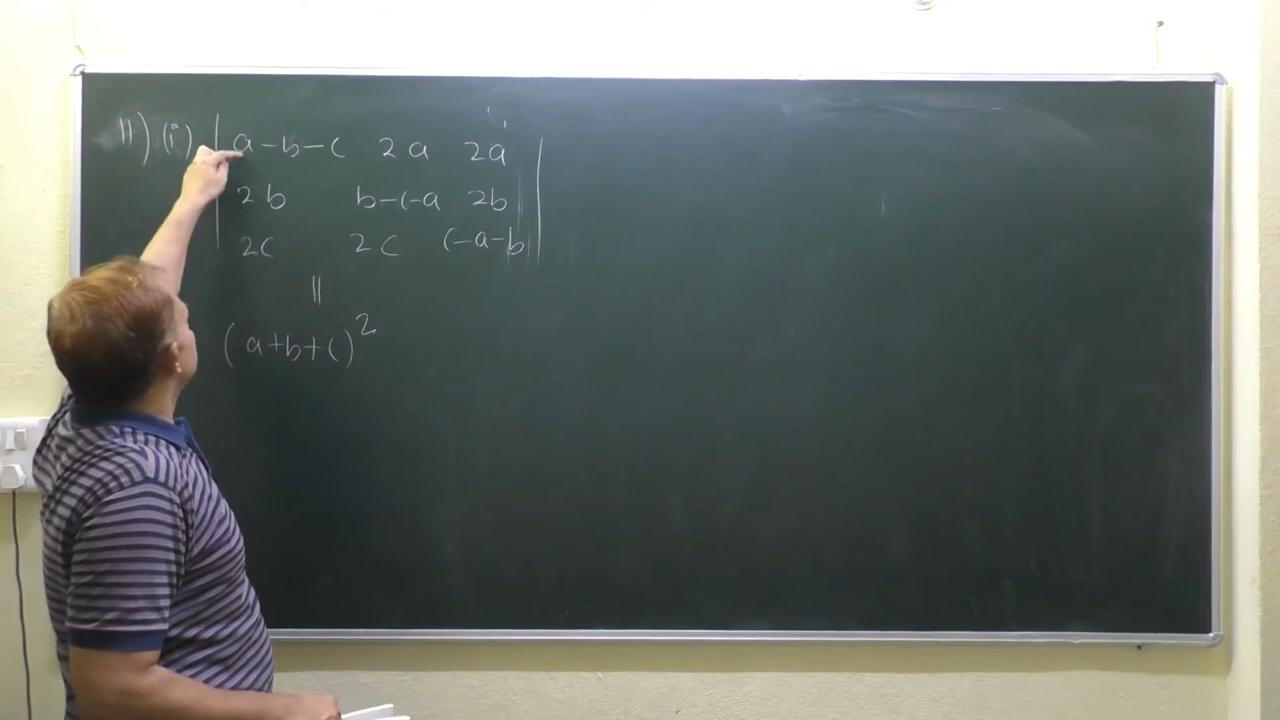 11) (i) | a-b-c 2a 2a |
2b b-c-a 2b
2c 2c c-a-b
||
(a+b+c)²